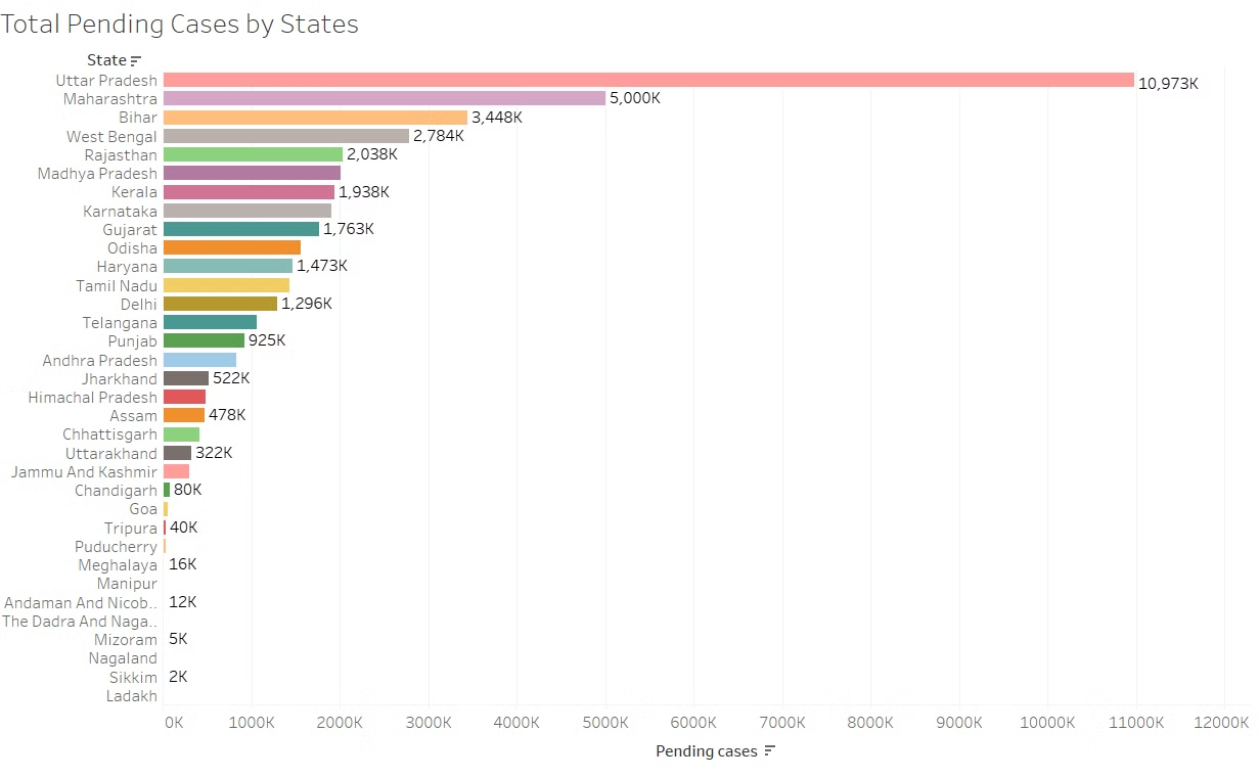 Total Pending Cases by States
State
Uttar Pradesh 10,973K
Maharashtra 5,000K
Bihar 3,448K
West Bengal 2,784K
Rajasthan 2,038K
Madhya Pradesh
Kerala 1,938K
Karnataka
Gujarat 1,763K
Odisha
Haryana 1,473K
Tamil Nadu
Delhi 1,296K
Telangana
Punjab 925K
Andhra Pradesh
Jharkhand 522K
Himachal Pradesh
Assam 478K
Chhattisgarh
Uttarakhand 322K
Jammu And Kashmir
Chandigarh 80K
Goa
Tripura 40K
Puducherry
Meghalaya 16K
Manipur
Andaman And Nicob.. 12K
The Dadra And Naga..
Mizoram 5K
Nagaland
Sikkim 2K
Ladakh
0K 1000K 2000K 3000K 4000K 5000K 6000K 7000K 8000K 9000K 10000K 11000K 12000K
Pending cases